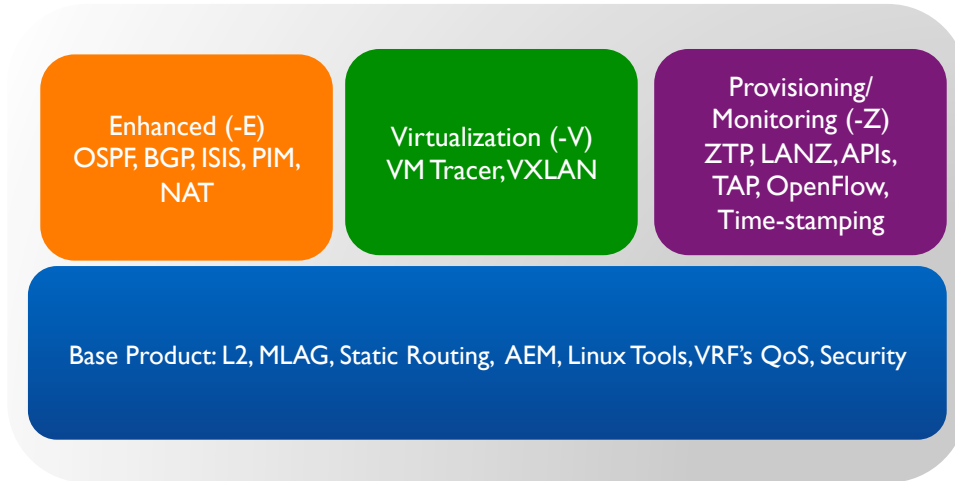 Enhanced (-E)
OSPF, BGP, ISIS, PIM,
NAT
Virtualization (-V)
VM Tracer, VXLAN
Provisioning/
Monitoring (-Z)
ZTP, LANZ, APIs,
TAP, OpenFlow,
Time-stamping
Base Product: L2, MLAG, Static Routing, AEM, Linux Tools, VRF's QoS, Security